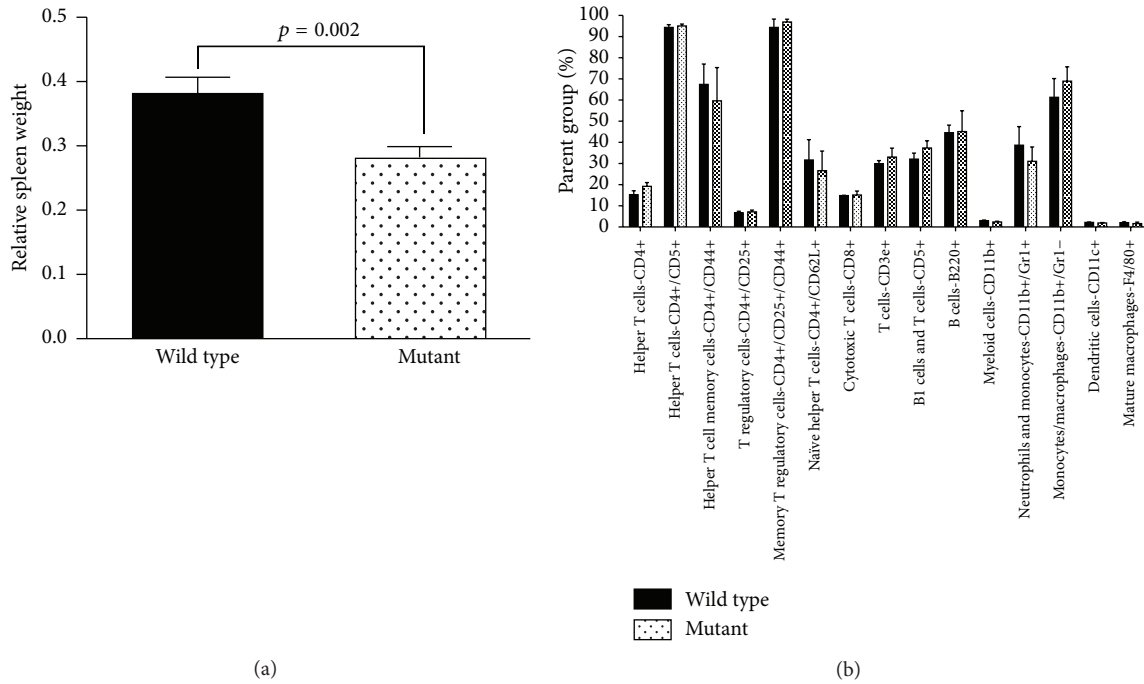 0.5
0.4
0.3
0.2
0.1
0.0
Relative spleen weight
p = 0.002
Wild type
Mutant
(a)
100
90
80
70
60
50
40
30
20
10
0
Parent group (%)
Helper T cells-CD4+
Helper T cells-CD4+/CD5+
Helper T cell memory cells-CD4+/CD44+
T regulatory cells-CD4+/CD25+
Memory T regulatory cells-CD4+/CD25+/CD44+
Naïve helper T cells-CD4+/CD62L+
Cytotoxic T cells-CD8+
T cells-CD3e+
B1 cells and T cells-CD5+
B cells-B220+
Myeloid cells-CD11b+
Neutrophils and monocytes-CD11b+/Gr1+
Monocytes/macrophages-CD11b+/Gr1−
Dendritic cells-CD11c+
Mature macrophages-F4/80+
Wild type
Mutant
(b)